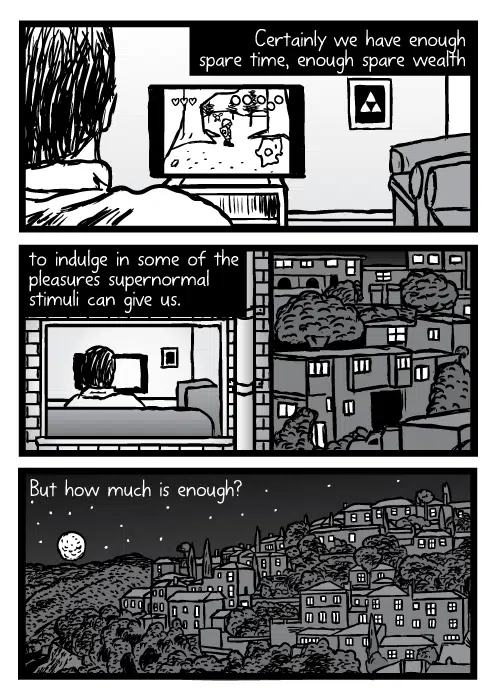 Certainly we have enough
spare time, enough spare wealth
to indulge in some of the
pleasures supernormal
stimuli can give us.
But how much is enough?